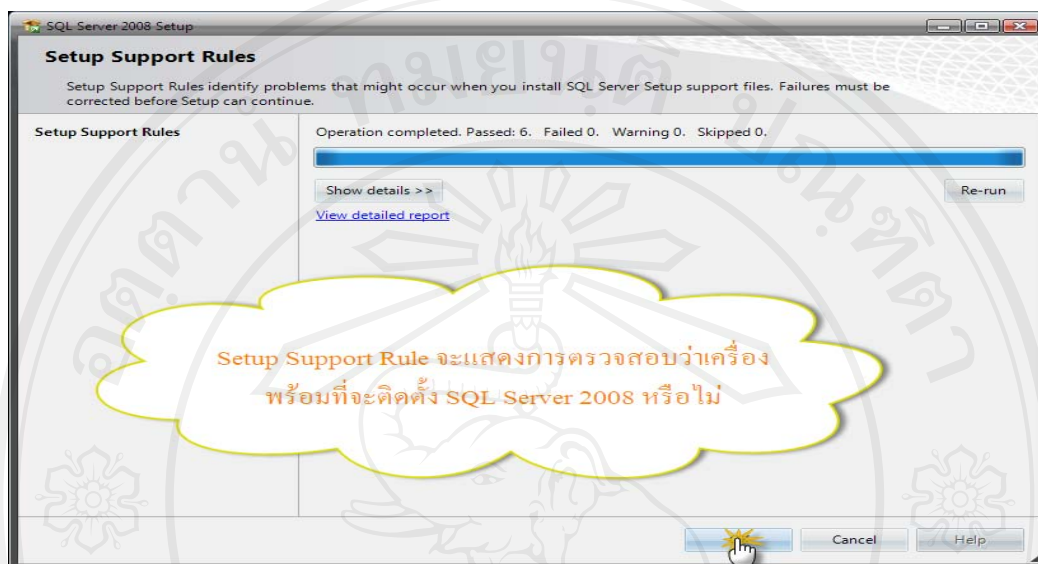 SQL Server 2008 Setup
Setup Support Rules
Setup Support Rules identify problems that might occur when you install SQL Server Setup support files. Failures must be
corrected before Setup can continue.
Setup Support Rules
Operation completed. Passed: 6. Failed 0. Warning 0. Skipped 0.
Show details >>
Re-run
View detailed report
Setup Support Rule จะแสดงการตรวจสอบว่าเครื่อง
พร้อมที่จะติดตั้ง SQL Server 2008 หรือไม่
Cancel
Help